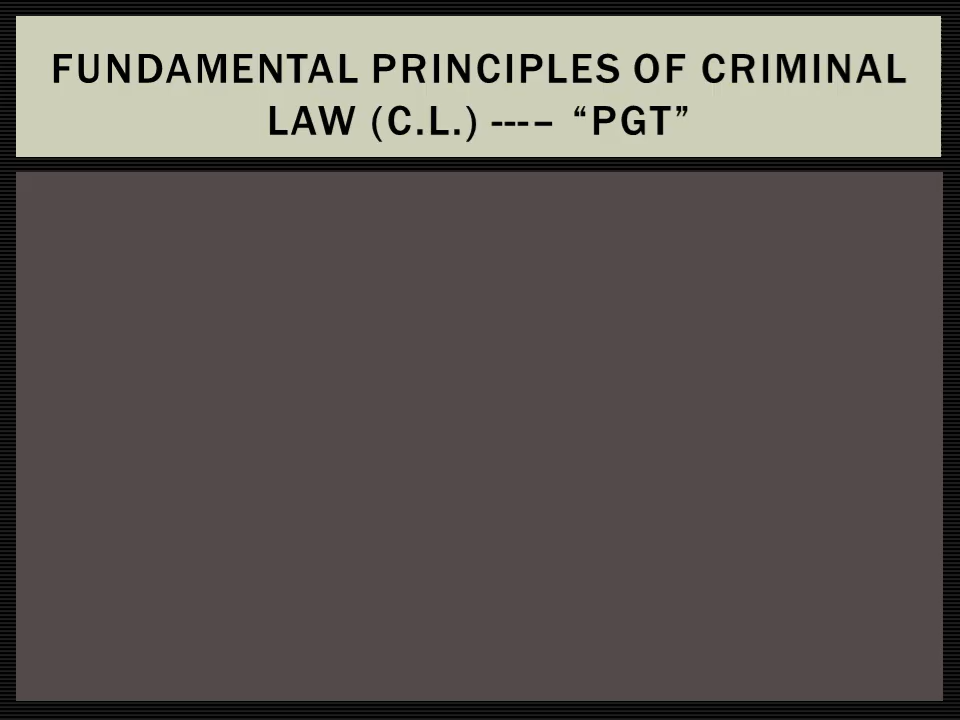 FUNDAMENTAL PRINCIPLES OF CRIMINAL
LAW (C.L.) ---– “PGT”